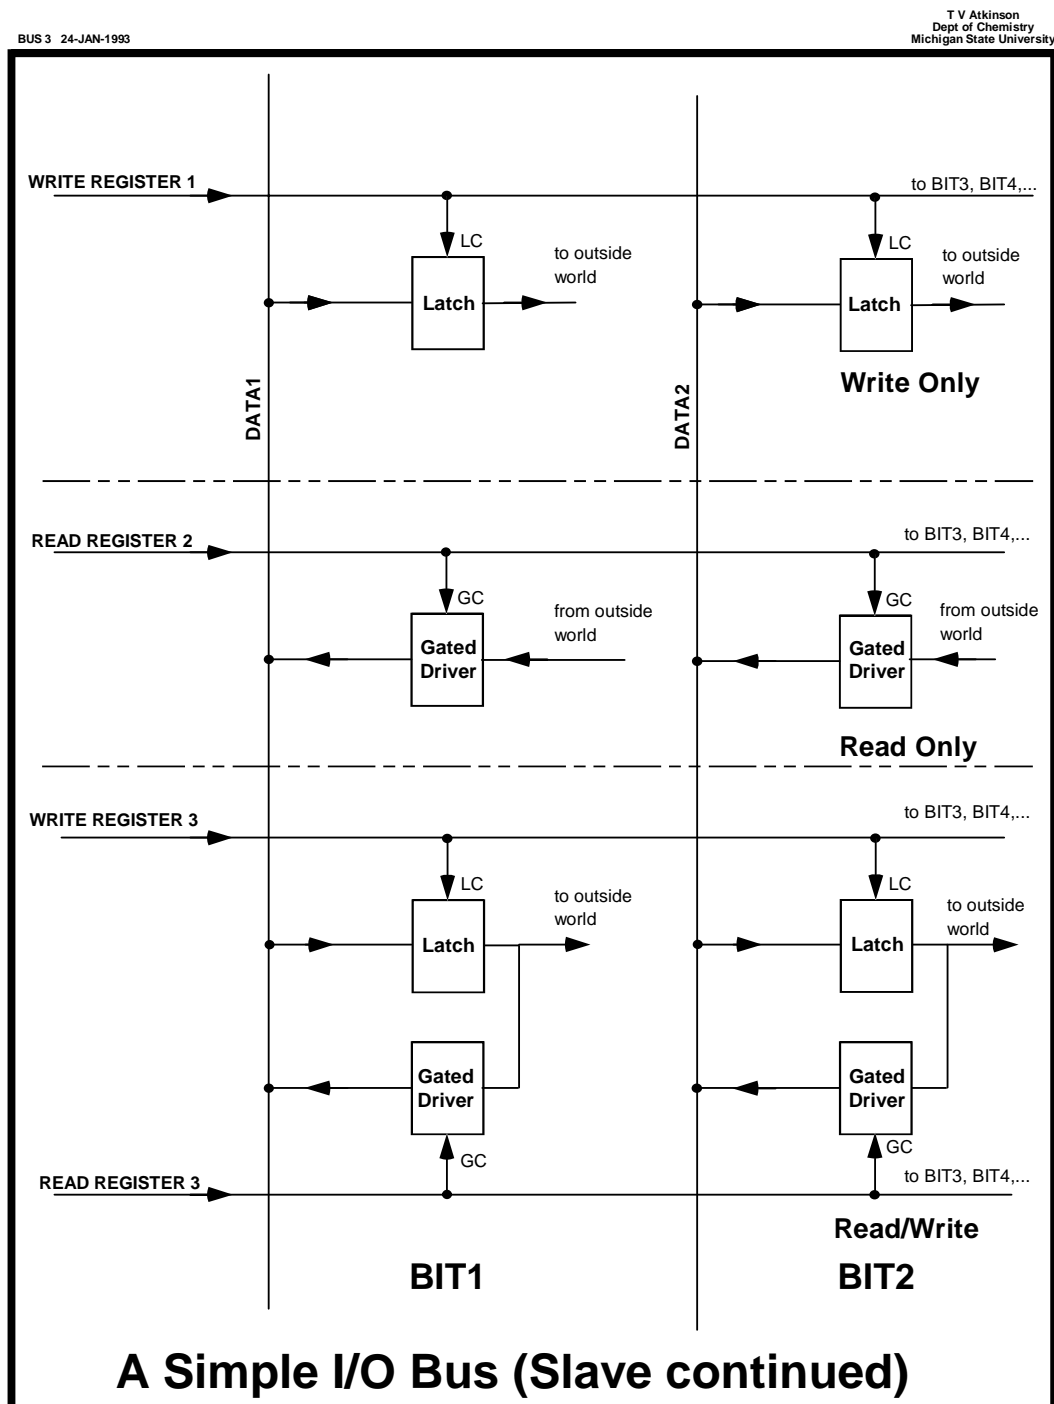 T V Atkinson
Dept of Chemistry
BUS 3 24-JAN-1993
Michigan State University
WRITE REGISTER 1
to BIT3, BIT4,...
LC
LC
to outside
world
to outside
world
Latch
Latch
Write Only
DATA1
DATA2
READ REGISTER 2
to BIT3, BIT4,...
GC
GC
from outside
world
from outside
world
Gated
Driver
Gated
Driver
Read Only
WRITE REGISTER 3
to BIT3, BIT4,...
LC
LC
to outside
world
to outside
world
Latch
Latch
Gated
Driver
Gated
Driver
GC
GC
READ REGISTER 3
to BIT3, BIT4,...
Read/Write
BIT1
BIT2
A Simple I/O Bus (Slave continued)